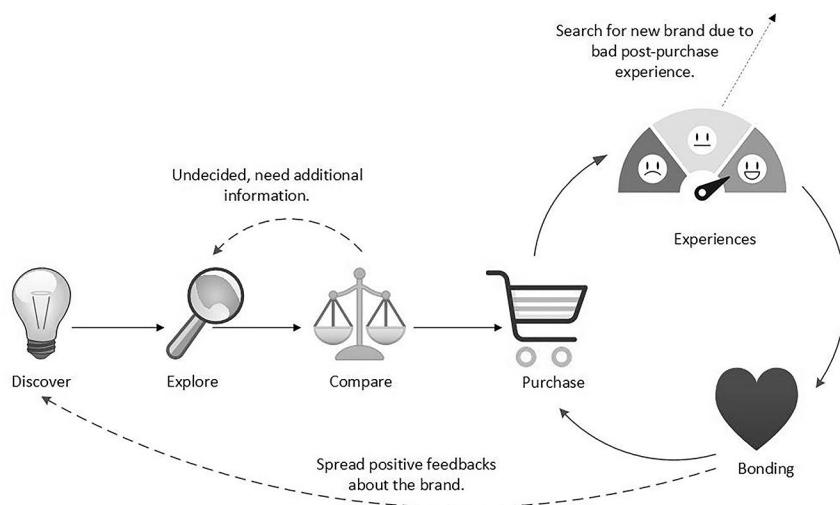 Search for new brand due to
bad post-purchase
experience.
Undecided, need additional
information.
Experiences
Discover
Explore
Compare
Purchase
Bonding
Spread positive feedbacks
about the brand.